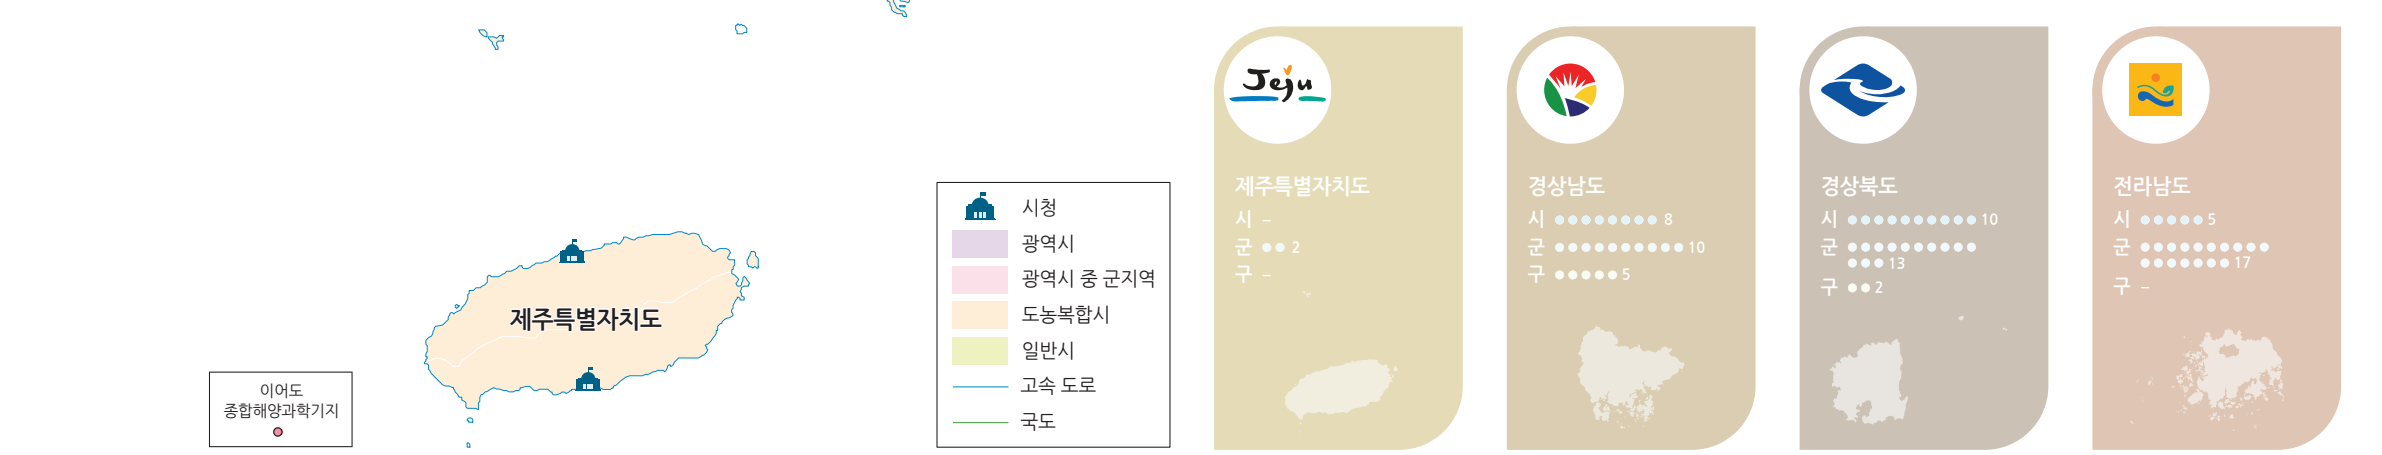 제주특별자치도
이어도
종합해양과학기지
시청
광역시
광역시 중 군지역
도농복합시
일반시
고속 도로
국도
Jeju
제주특별자치도
시 –
군 2
구 –
경상남도
시 8
군 10
구 5
경상북도
시 10
군
13
구 2
전라남도
시 5
군
17
구 –